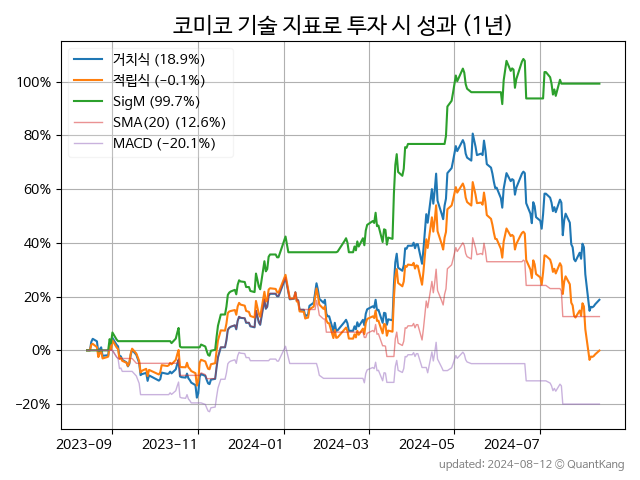 코미코 기술 지표로 투자 시 성과 (1년)
거치식 (18.9%)
적립식 (−0.1%)
SigM (99.7%)
SMA(20) (12.6%)
MACD (−20.1%)
100%
80%
60%
40%
20%
0%
−20%
2023-09
2023-11
2024-01
2024-03
2024-05
2024-07
updated: 2024-08-12 © QuantKang